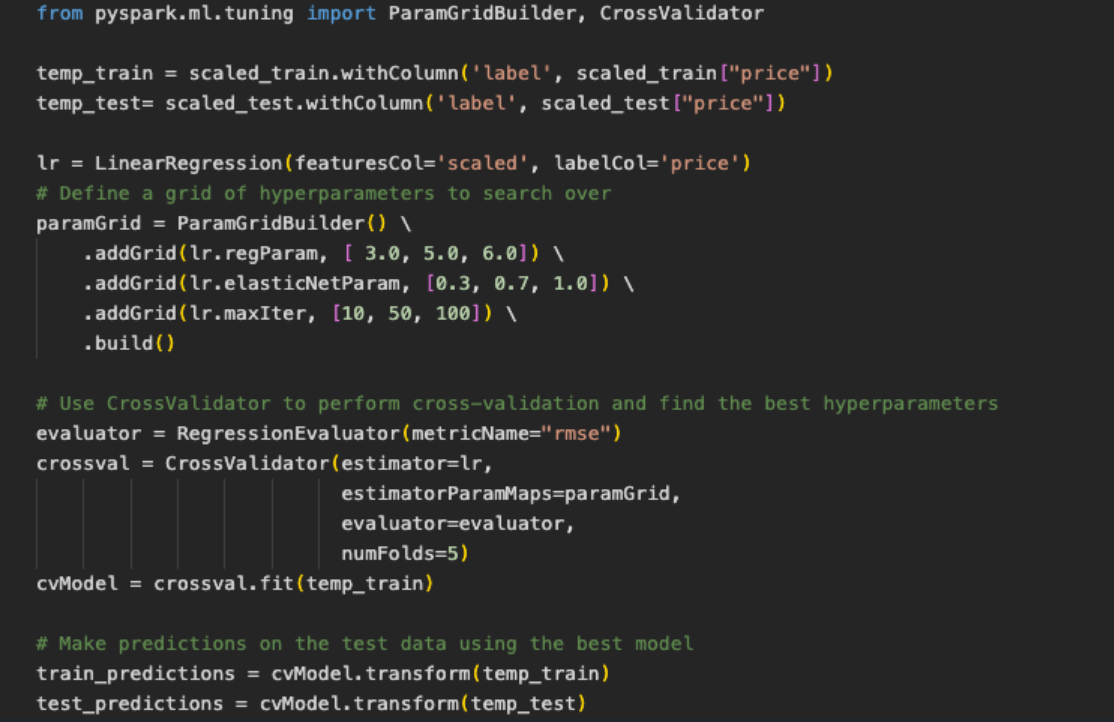 from pyspark.ml.tuning import ParamGridBuilder, CrossValidator
temp_train = scaled_train.withColumn('label', scaled_train["price"])
temp_test= scaled_test.withColumn('label', scaled_test["price"])
lr = LinearRegression(featuresCol='scaled', labelCol='price')
# Define a grid of hyperparameters to search over
paramGrid = ParamGridBuilder() \
    .addGrid(lr.regParam, [ 3.0, 5.0, 6.0]) \
    .addGrid(lr.elasticNetParam, [0.3, 0.7, 1.0]) \
    .addGrid(lr.maxIter, [10, 50, 100]) \
    .build()
# Use CrossValidator to perform cross-validation and find the best hyperparameters
evaluator = RegressionEvaluator(metricName="rmse")
crossval = CrossValidator(estimator=lr,
                          estimatorParamMaps=paramGrid,
                          evaluator=evaluator,
                          numFolds=5)
cvModel = crossval.fit(temp_train)
# Make predictions on the test data using the best model
train_predictions = cvModel.transform(temp_train)
test_predictions = cvModel.transform(temp_test)